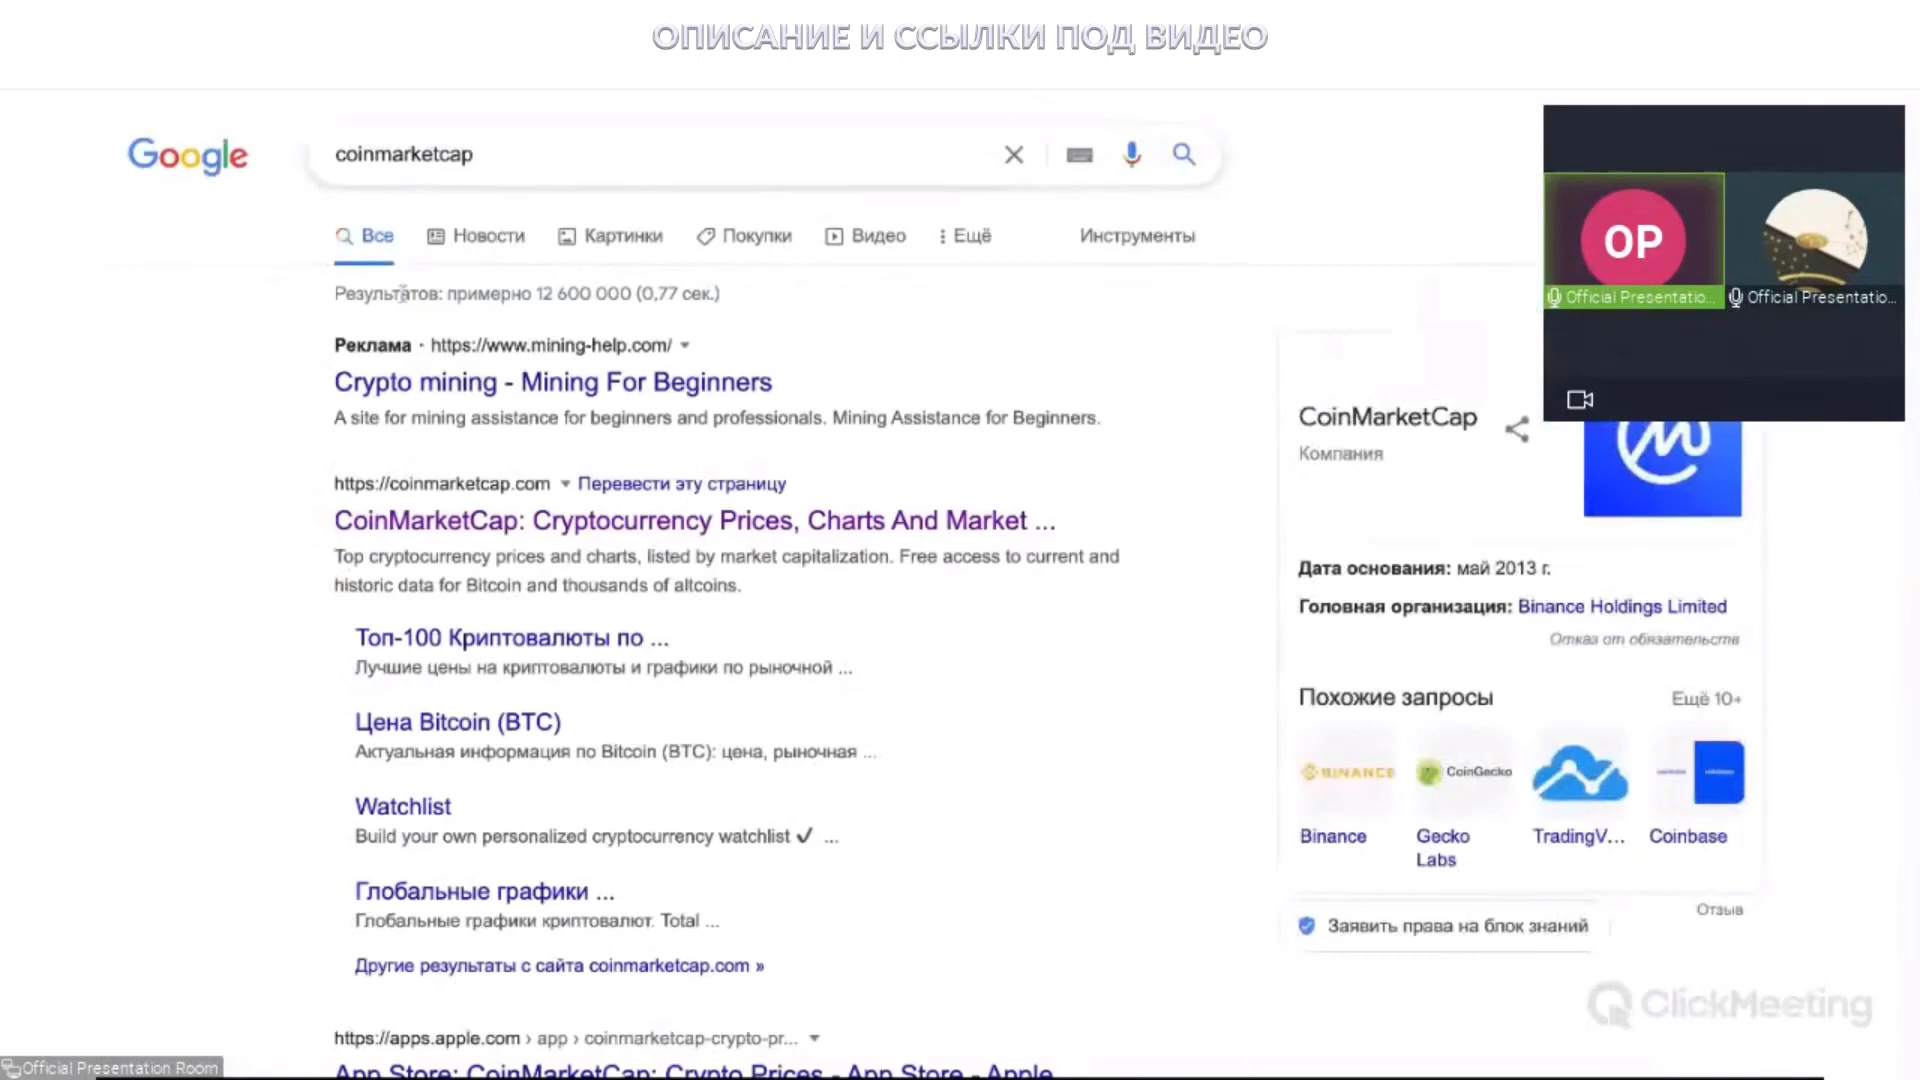 ОПИСАНИЕ И ССЫЛКИ ПОД ВИДЕО
Google
coinmarketcap
Все
Новости
Картинки
Покупки
Видео
Ещё
Инструменты
Результатов: примерно 12 600 000 (0,77 сек.)
Реклама · https://www.mining-help.com/
Crypto mining - Mining For Beginners
A site for mining assistance for beginners and professionals. Mining Assistance for Beginners.
https://coinmarketcap.com Перевести эту страницу
CoinMarketCap: Cryptocurrency Prices, Charts And Market ...
Top cryptocurrency prices and charts, listed by market capitalization. Free access to current and
historic data for Bitcoin and thousands of altcoins.
Топ-100 Криптовалюты по ...
Лучшие цены на криптовалюты и графики по рыночной ...
Цена Bitcoin (BTC)
Актуальная информация по Bitcoin (BTC): цена, рыночная ...
Watchlist
Build your own personalized cryptocurrency watchlist ✓ ...
Глобальные графики ...
Глобальные графики криптовалют. Total ...
Другие результаты с сайта coinmarketcap.com »
https://apps.apple.com › app › coinmarketcap-crypto-pr...
App Store: CoinMarketCap: Crypto Prices - App Store - Apple
OP
Official Presentatio...
Official Presentatio...
CoinMarketCap
Компания
Дата основания: май 2013 г.
Головная организация: Binance Holdings Limited
Отказ от обязательств
Похожие запросы
Ещё 10+
BINANCE
CoinGecko
Binance
Gecko
Labs
TradingV...
Coinbase
Отзыв
Заявить права на блок знаний
ClickMeeting
Official Presentation Room